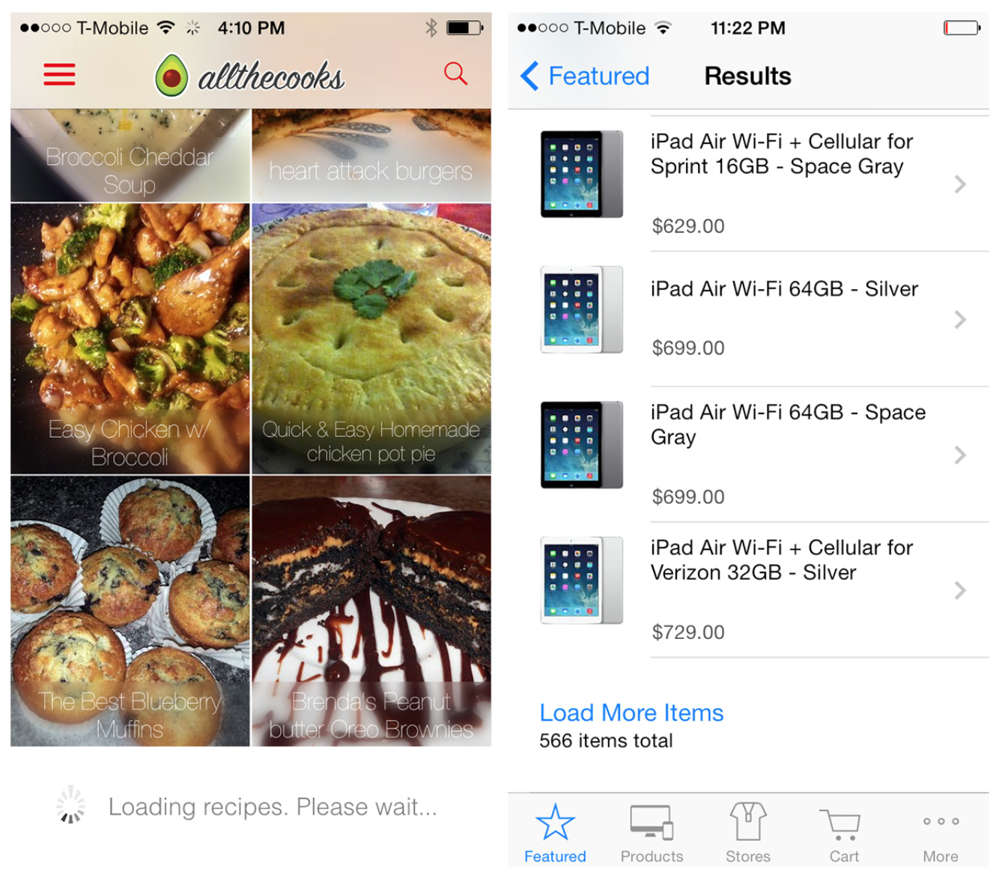 T-Mobile 4:10 PM
allthecooks
Broccoli Cheddar
Soup
heart attack burgers
Easy Chicken w/
Broccoli
Quick & Easy Homemade
chicken pot pie
The Best Blueberry
Muffins
Brenda's Peanut
butter Oreo Brownies
Loading recipes. Please wait...
T-Mobile 11:22 PM
Featured Results
iPad Air Wi-Fi + Cellular for
Sprint 16GB - Space Gray
$629.00
iPad Air Wi-Fi 64GB - Silver
$699.00
iPad Air Wi-Fi 64GB - Space
Gray
$699.00
iPad Air Wi-Fi + Cellular for
Verizon 32GB - Silver
$729.00
Load More Items
566 items total
Featured Products Stores Cart More